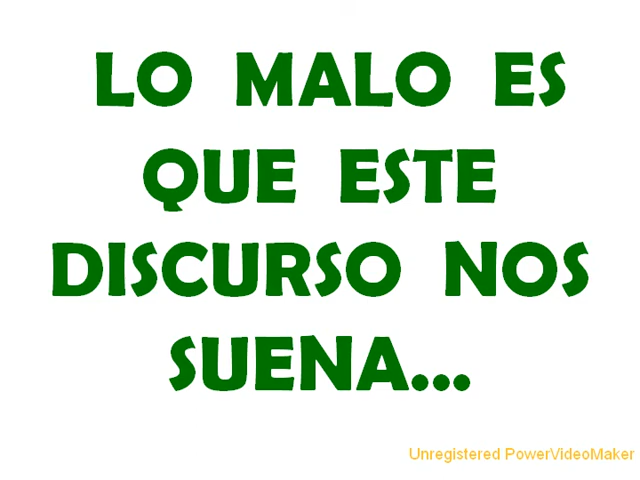 LO MALO ES
QUE ESTE
DISCURSO NOS
SUENA...
Unregistered PowerVideoMaker